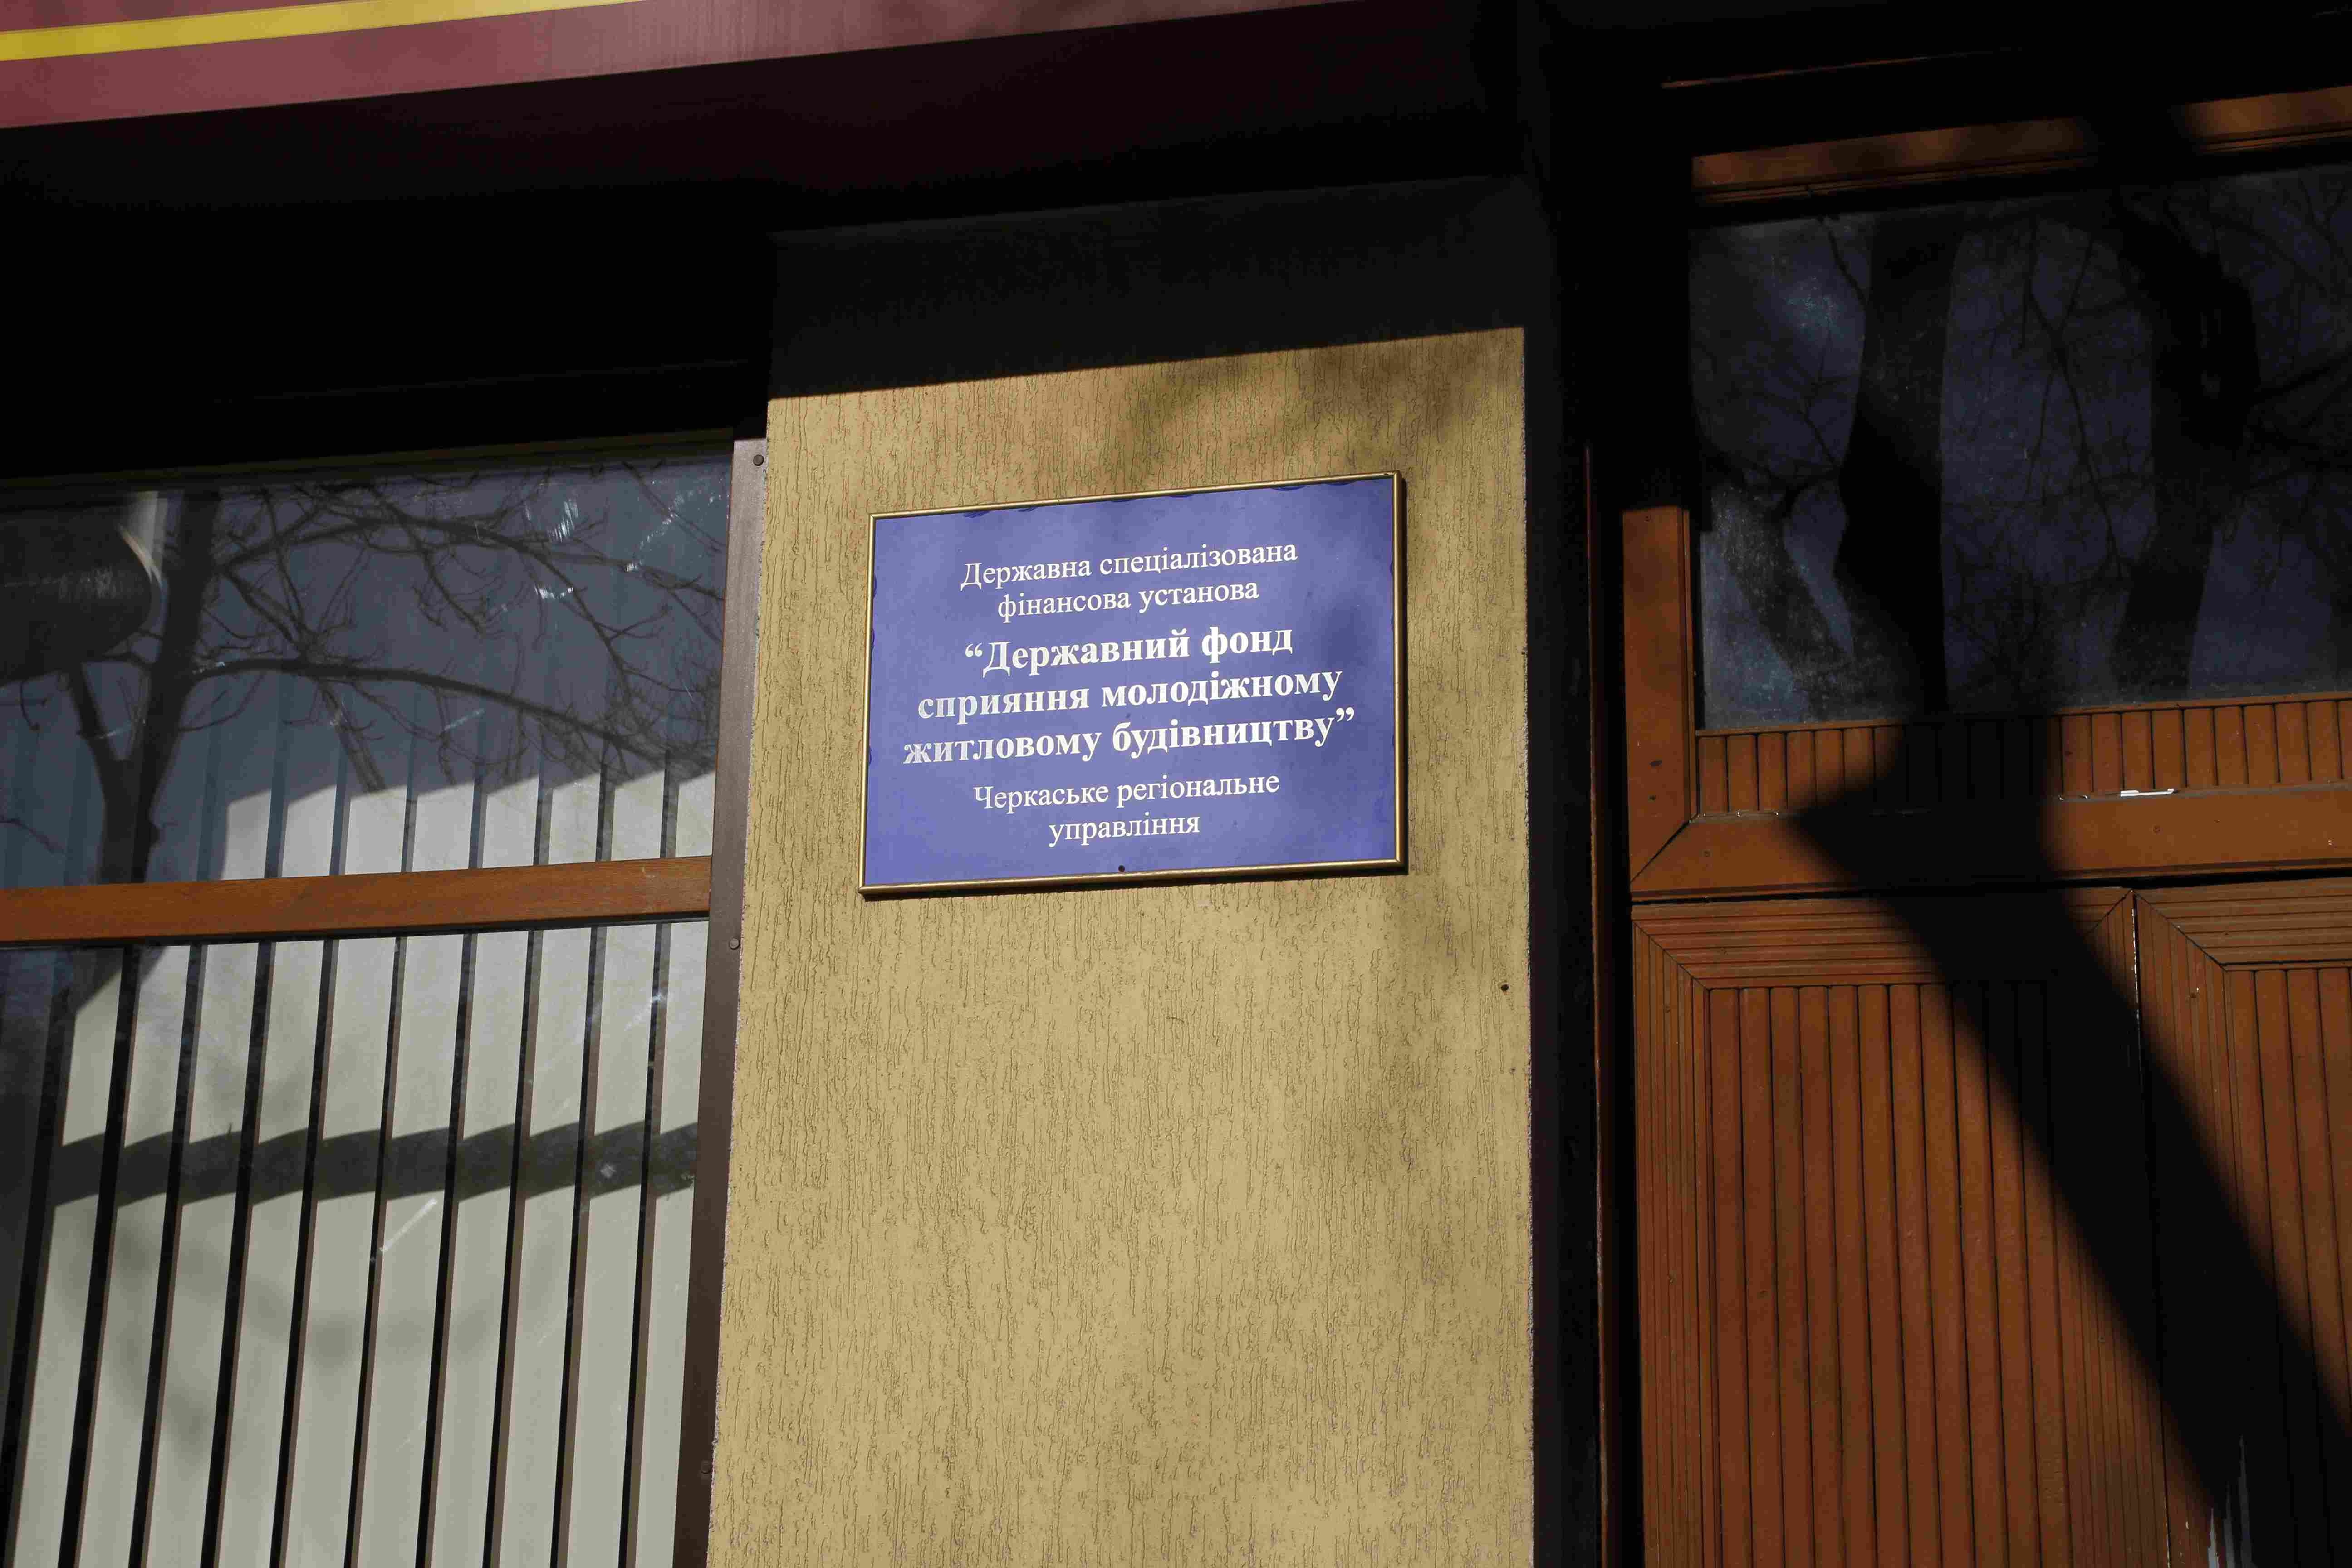 Державна спеціалізована
фінансова установа
“Державний фонд
сприяння молодіжному
житловому будівництву”
Черкаське регіональне
управління